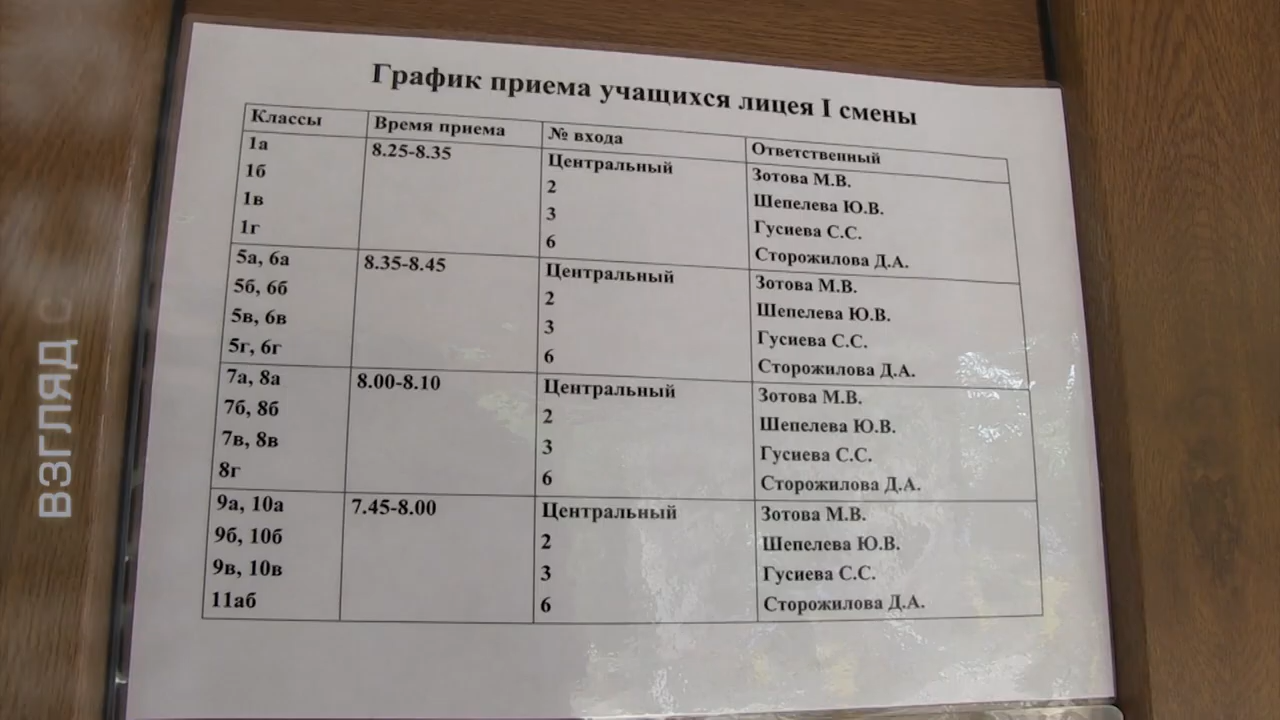 График приема учащихся лицея I смены
Классы Время приема № входа Ответственный
1а 8.25-8.35 Центральный Зотова М.В.
1б 2 Шепелева Ю.В.
1в 3 Гусиева С.С.
1г 6 Сторожилова Д.А.
5а, 6а 8.35-8.45 Центральный Зотова М.В.
5б, 6б 2 Шепелева Ю.В.
5в, 6в 3 Гусиева С.С.
5г, 6г 6 Сторожилова Д.А.
7а, 8а 8.00-8.10 Центральный Зотова М.В.
7б, 8б 2 Шепелева Ю.В.
7в, 8в 3 Гусиева С.С.
8г 6 Сторожилова Д.А.
9а, 10а 7.45-8.00 Центральный Зотова М.В.
9б, 10б 2 Шепелева Ю.В.
9в, 10в 3 Гусиева С.С.
11аб 6 Сторожилова Д.А.
ВЗГЛЯД